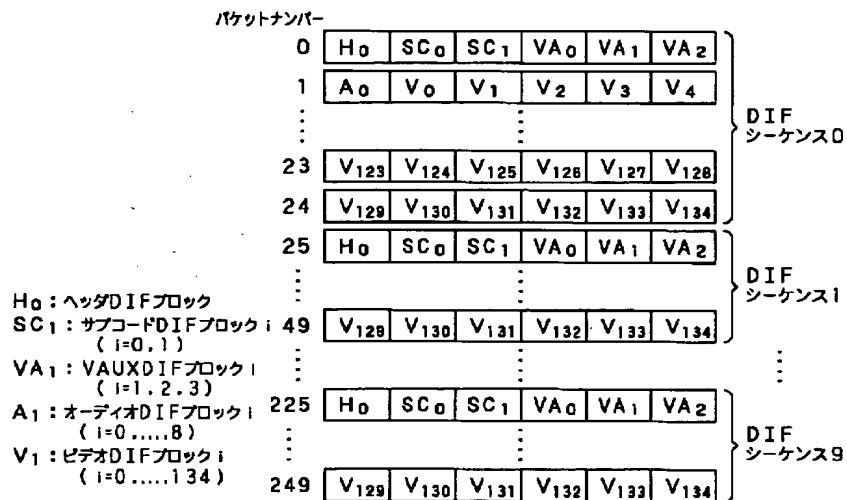 パケットナンバー
0 H0 SC0 SC1 VA0 VA1 VA2
1 A0 V0 V1 V2 V3 V4
DIF
シーケンス0
23 V123 V124 V125 V126 V127 V128
24 V129 V130 V131 V132 V133 V134
25 H0 SC0 SC1 VA0 VA1 VA2
DIF
シーケンス1
49 V129 V130 V131 V132 V133 V134
H0:ヘッダDIFブロック
SC1:サブコードDIFブロックi
(i=0,1)
VA1:VAUXDIFブロックi
(i=1,2,3)
A1:オーディオDIFブロックi
(i=0.....8)
V1:ビデオDIFブロックi
(i=0.....134)
225 H0 SC0 SC1 VA0 VA1 VA2
DIF
シーケンス9
249 V129 V130 V131 V132 V133 V134